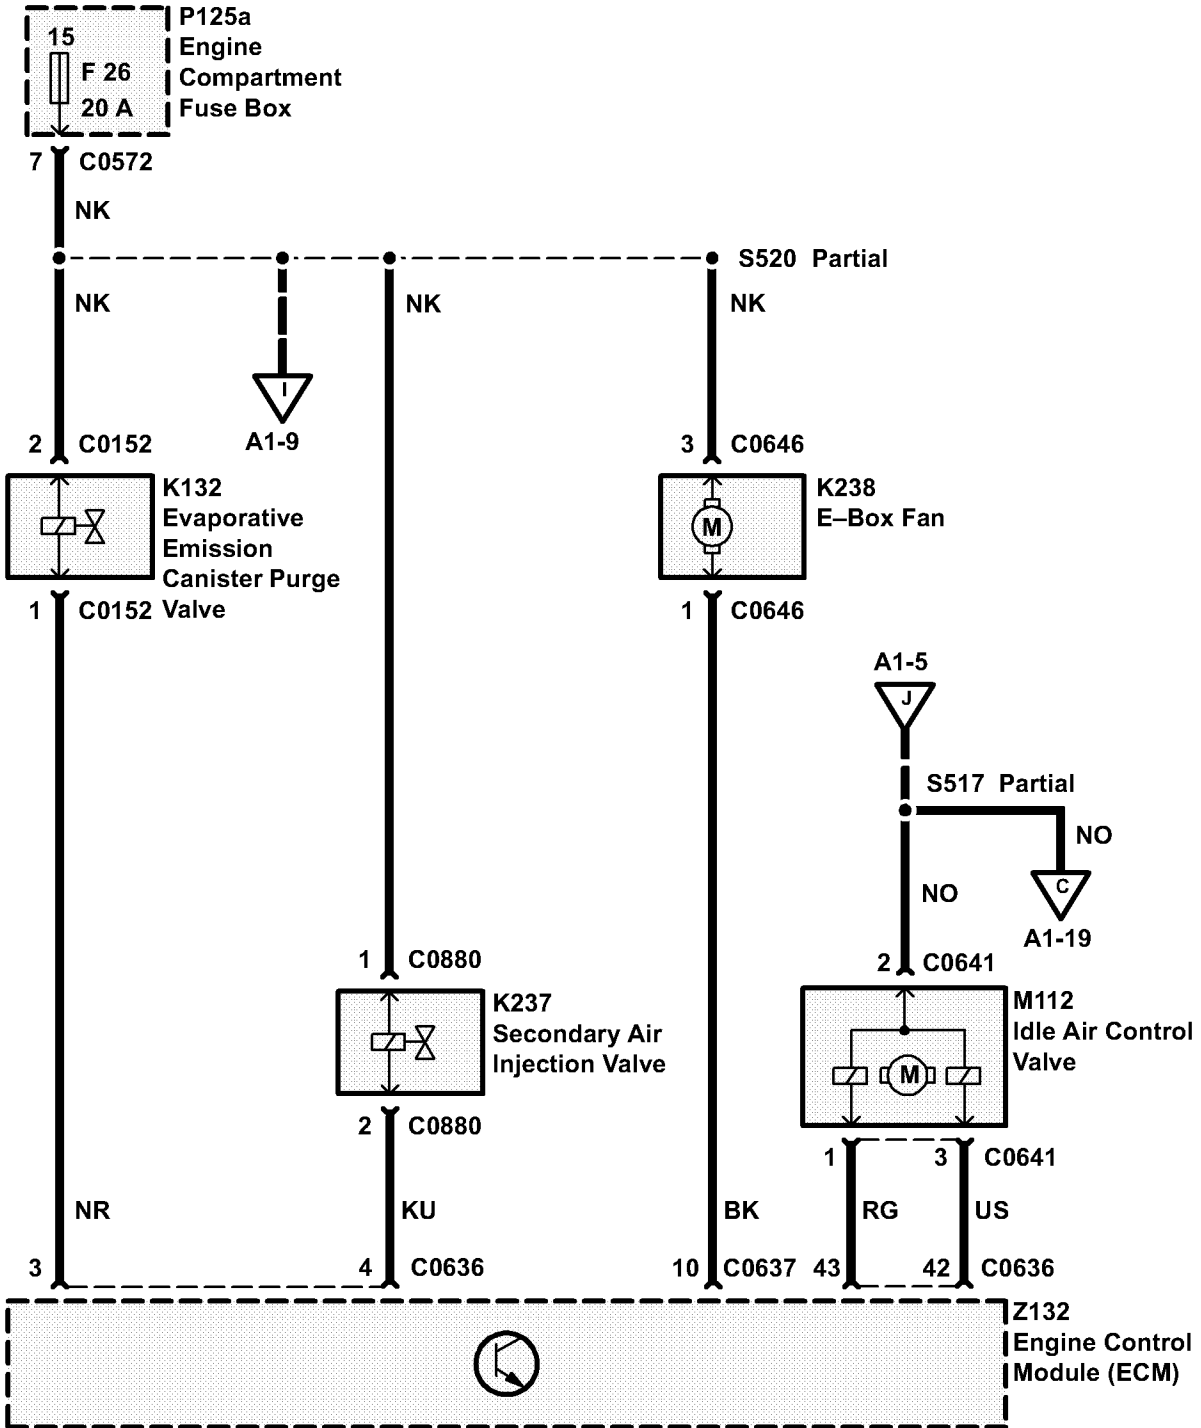 P125a
Engine
Compartment
Fuse Box
15
F 26
20 A
7 C0572
NK
S520 Partial
NK
NK
NK
I
A1-9
2 C0152
K132
Evaporative
Emission
Canister Purge
Valve
1 C0152
3 C0646
K238
E–Box Fan
M
1 C0646
A1-5
J
S517 Partial
NO
NO
C
A1-19
1 C0880
K237
Secondary Air
Injection Valve
2 C0880
2 C0641
M112
Idle Air Control
Valve
M
1 3 C0641
NR
KU
BK
RG
US
3 4 C0636 10 C0637 43 42 C0636
Z132
Engine Control
Module (ECM)